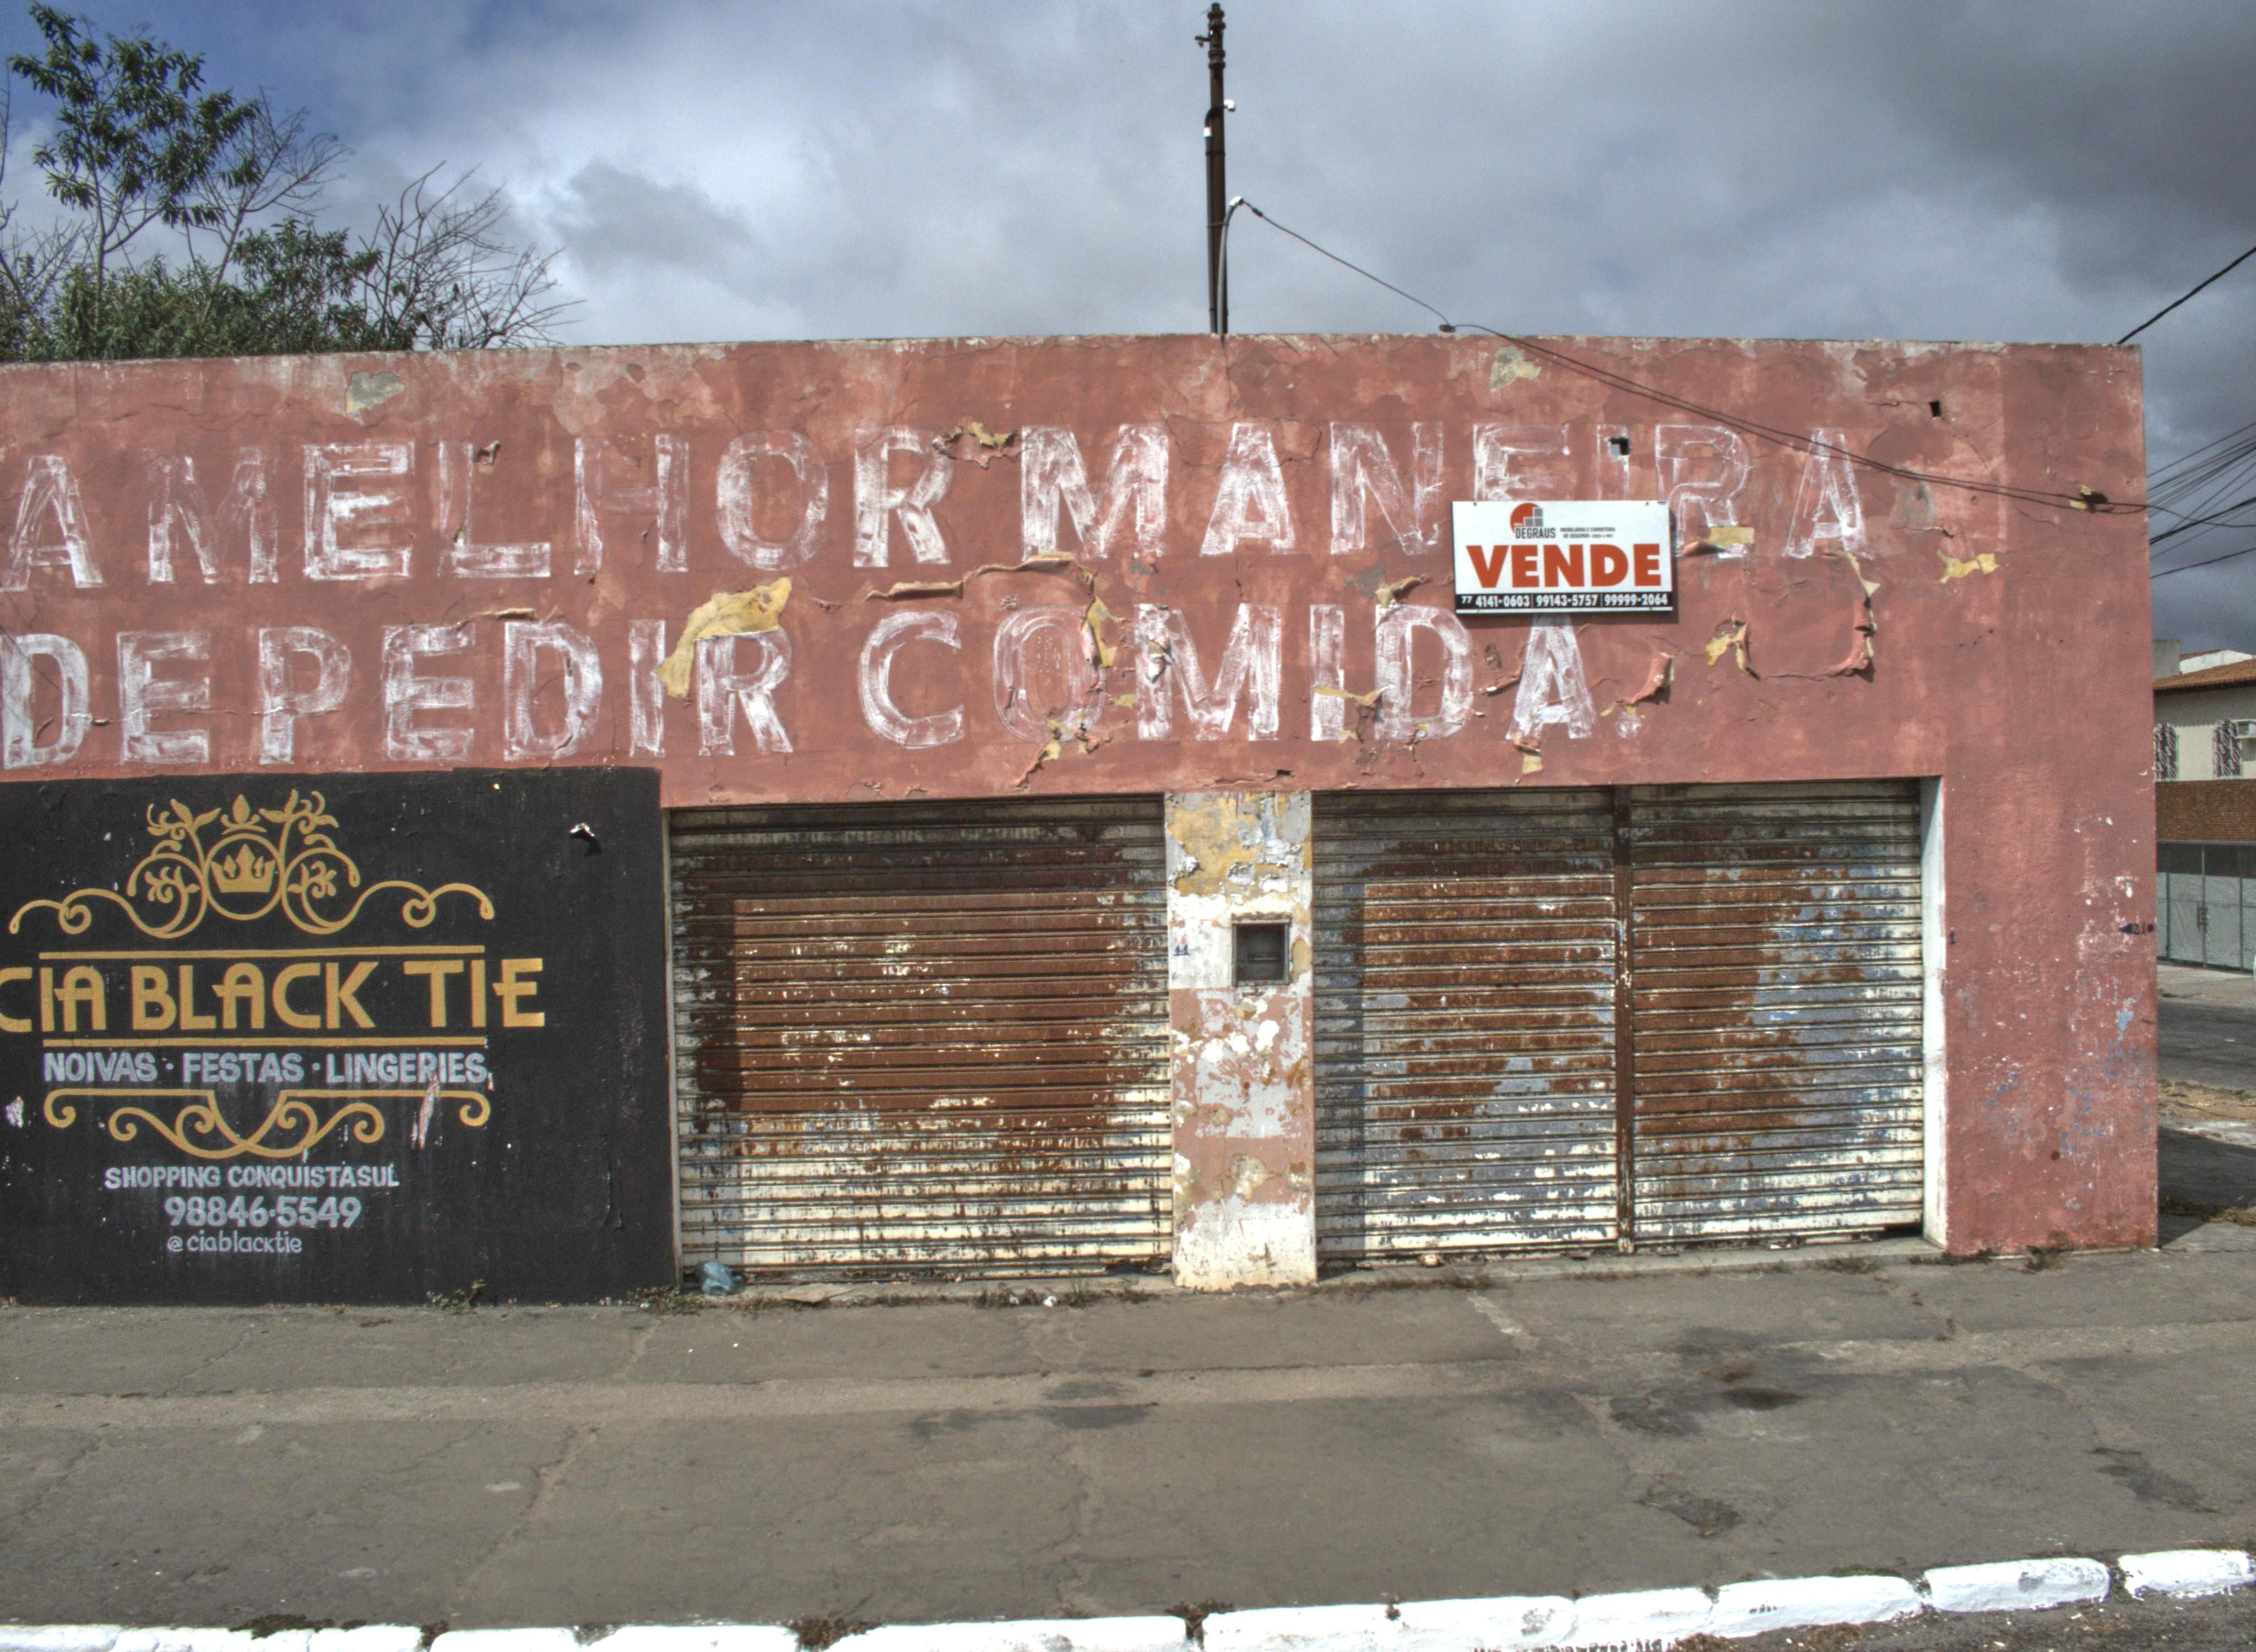 A MELHOR MANEIRA
DE PEDIR COMIDA.
DEGRAUS
VENDE
77 4141-0603 | 99143-5757 | 99999-2064
CIA BLACK TIE
NOIVAS · FESTAS · LINGERIES
SHOPPING CONQUISTA SUL
98846-5549
@ciablacktie